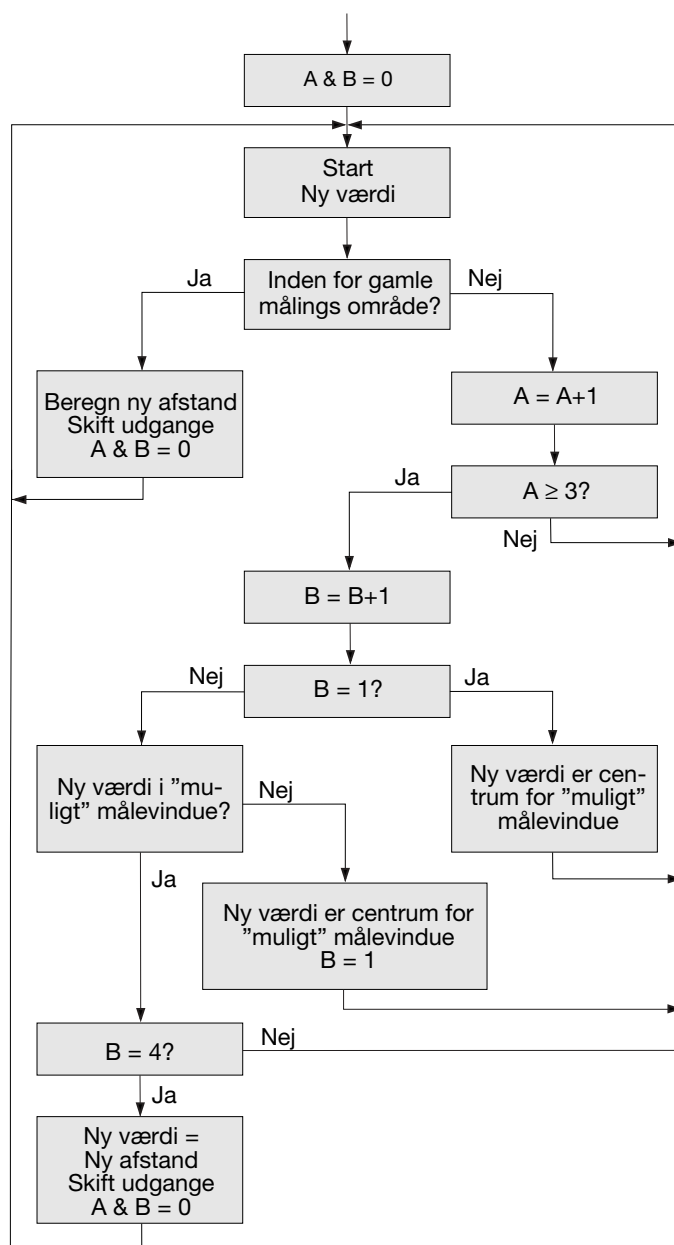 A & B = 0
Start
Ny værdi
Inden for gamle
målings område?
Ja
Nej
Beregn ny afstand
Skift udgange
A & B = 0
A = A+1
A ≥ 3?
Ja
Nej
B = B+1
B = 1?
Nej
Ja
Ny værdi i ”mu-
ligt” målevindue?
Nej
Ja
Ny værdi er cen-
trum for ”muligt”
målevindue
Ny værdi er centrum for
”muligt” målevindue
B = 1
B = 4?
Nej
Ja
Ny værdi =
Ny afstand
Skift udgange
A & B = 0